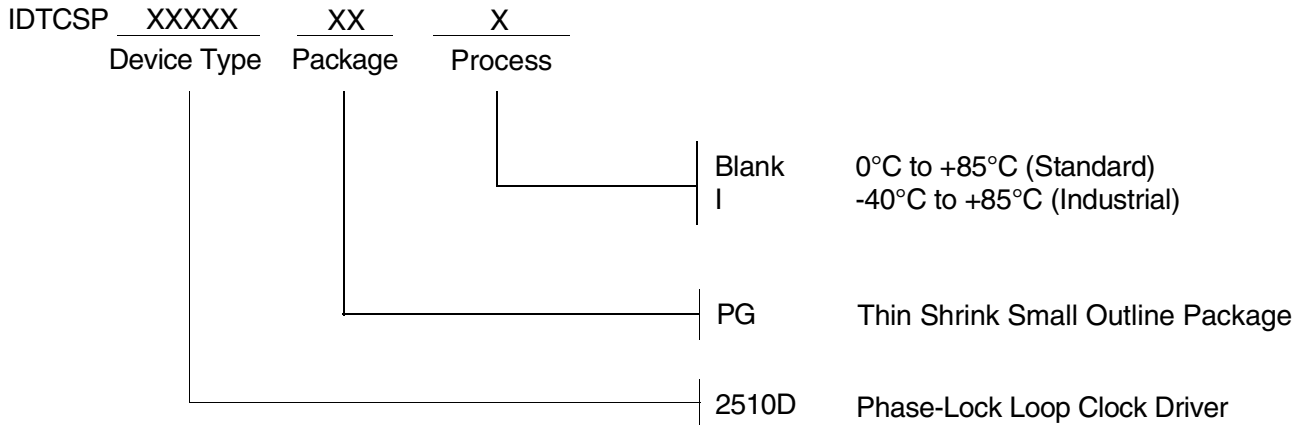 IDTCSP XXXXX XX X
Device Type Package Process
Blank 0°C to +85°C (Standard)
I -40°C to +85°C (Industrial)
PG Thin Shrink Small Outline Package
2510D Phase-Lock Loop Clock Driver